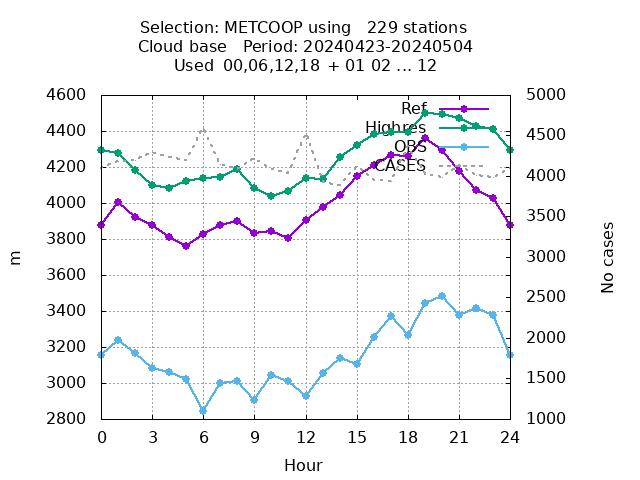 Selection: METCOOP using   229 stations
Cloud base   Period: 20240423-20240504
Used  00,06,12,18 + 01 02 ... 12
4600
4400
4200
4000
3800
3600
3400
3200
3000
2800
m
5000
4500
4000
3500
3000
2500
2000
1500
1000
No cases
Ref
Highres
OBS
CASES
0 3 6 9 12 15 18 21 24
Hour